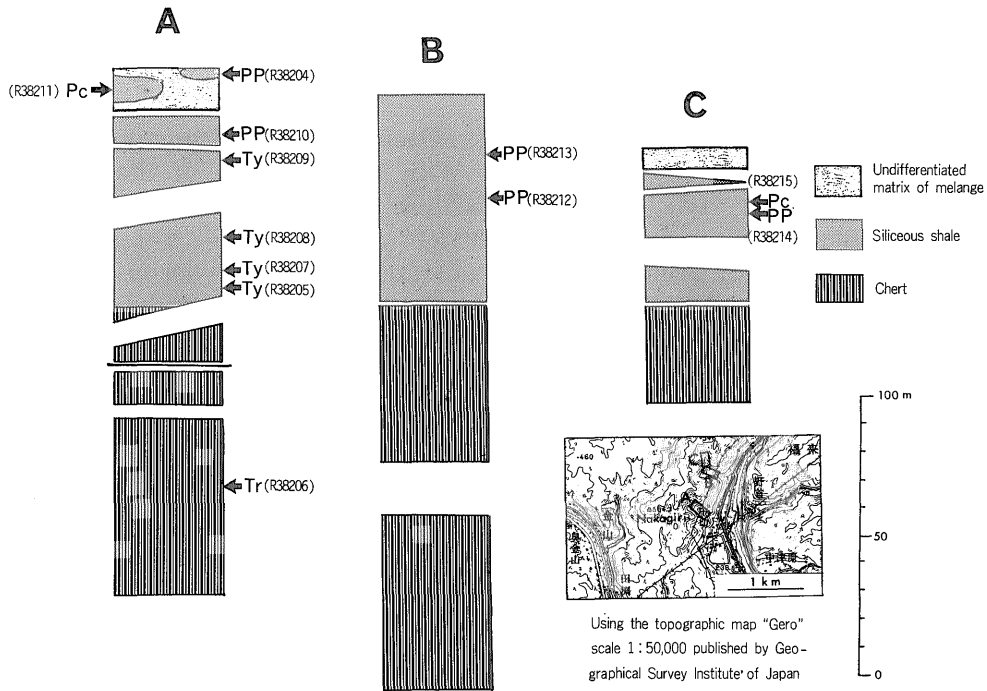 A
B
C
(R38211) Pc
PP(R38204)
PP(R38210)
Ty(R38209)
Ty(R38208)
Ty(R38207)
Ty(R38205)
Tr(R38206)
PP(R38213)
PP(R38212)
(R38215)
Pc
PP
(R38214)
Undifferentiated
matrix of melange
Siliceous shale
Chert
100 m
50
0
·460
Nakagiri
1 km
Using the topographic map "Gero"
scale 1:50,000 published by Geo-
graphical Survey Institute of Japan